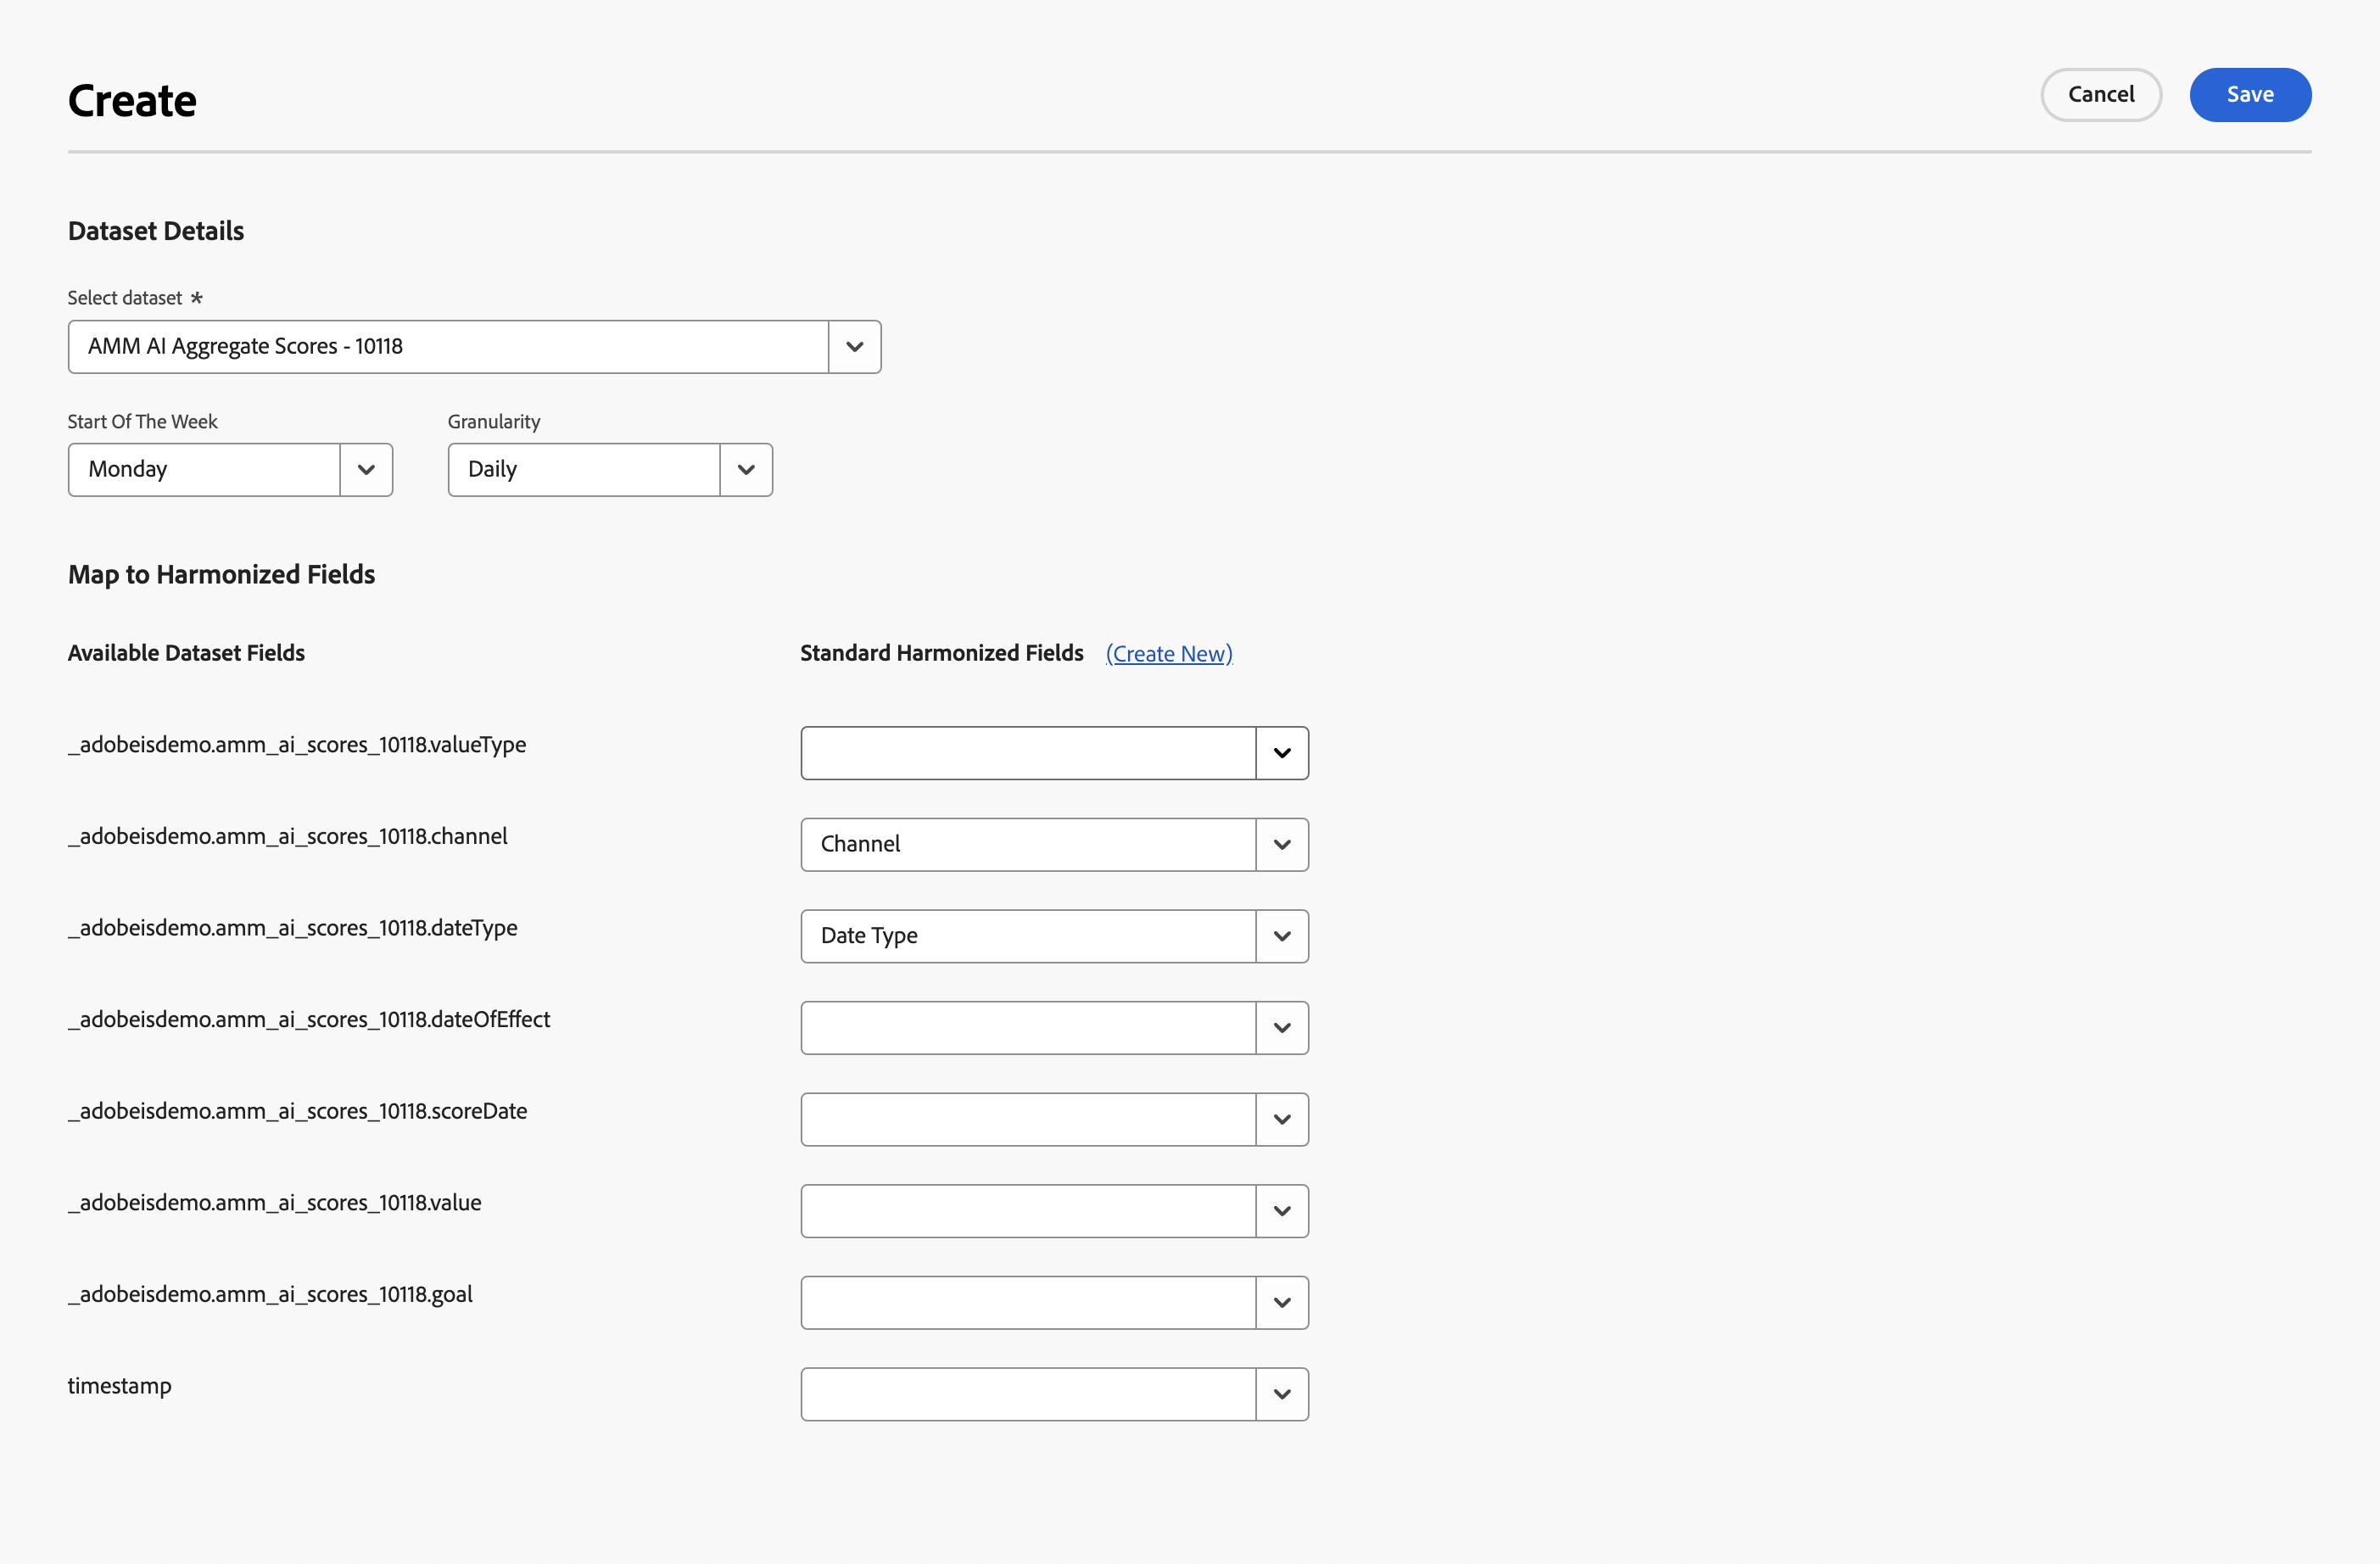 Create
Cancel
Save
Dataset Details
Select dataset *
AMM AI Aggregate Scores - 10118
Start Of The Week
Granularity
Monday
Daily
Map to Harmonized Fields
Available Dataset Fields
Standard Harmonized Fields (Create New)
_adobeisdemo.amm_ai_scores_10118.valueType
_adobeisdemo.amm_ai_scores_10118.channel
Channel
_adobeisdemo.amm_ai_scores_10118.dateType
Date Type
_adobeisdemo.amm_ai_scores_10118.dateOfEffect
_adobeisdemo.amm_ai_scores_10118.scoreDate
_adobeisdemo.amm_ai_scores_10118.value
_adobeisdemo.amm_ai_scores_10118.goal
timestamp